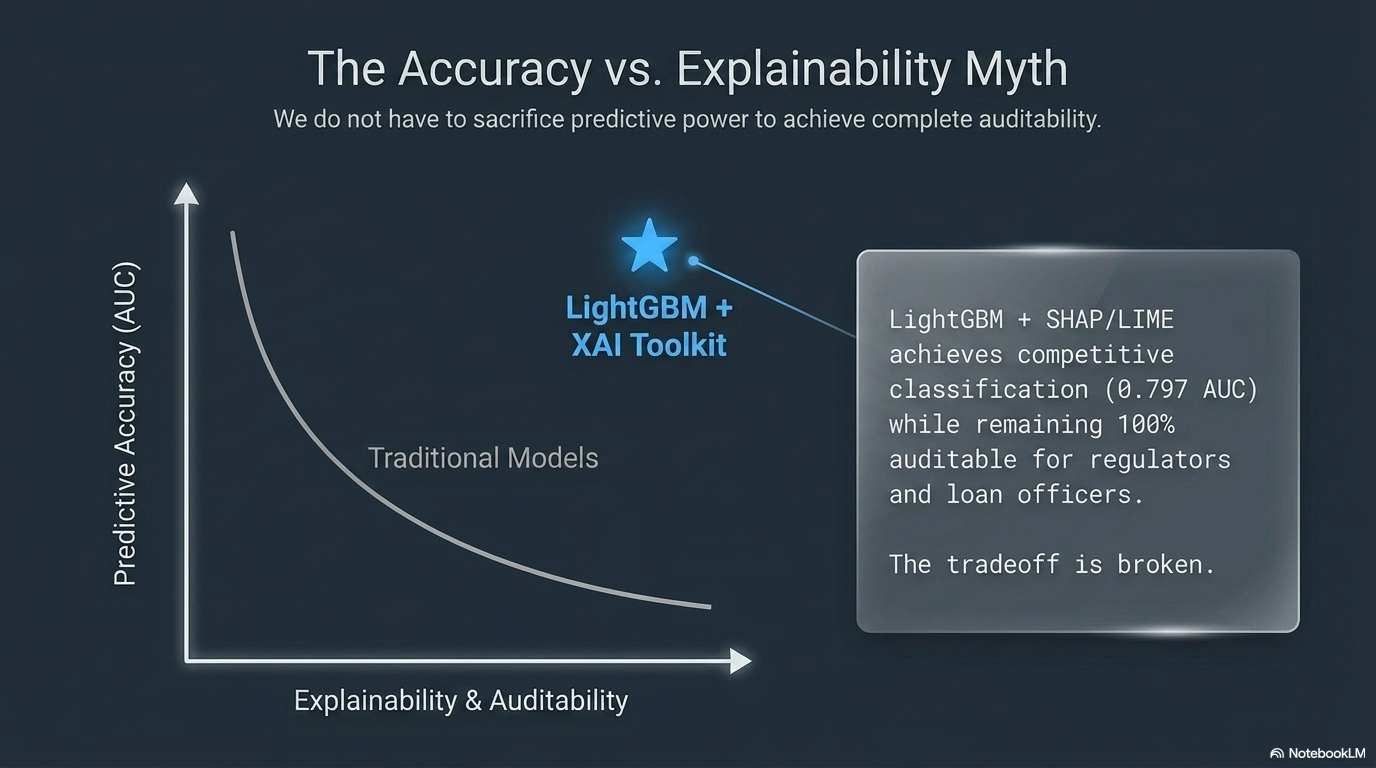 The Accuracy vs. Explainability Myth
We do not have to sacrifice predictive power to achieve complete auditability.
Predictive Accuracy (AUC)
LightGBM +
XAI Toolkit
Traditional Models
Explainability & Auditability
LightGBM + SHAP/LIME
achieves competitive
classification (0.797 AUC)
while remaining 100%
auditable for regulators
and loan officers.
The tradeoff is broken.
NotebookLM